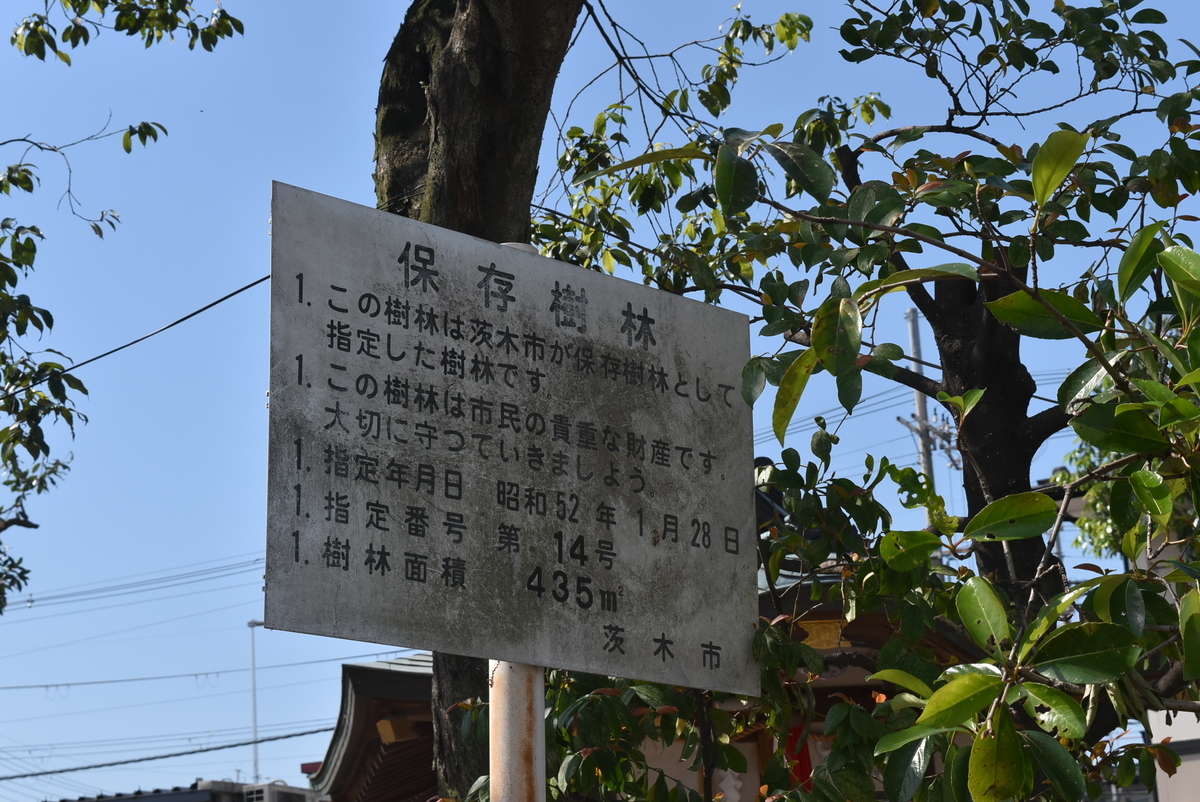 保存樹林
1. この樹林は茨木市が保存樹林として
指定した樹林です。
1. この樹林は市民の貴重な財産です。
大切に守つていきましよう。
1. 指定年月日 昭和52年 1月28日
1. 指定番号 第 14号
1. 樹林面積 435㎡
茨木市